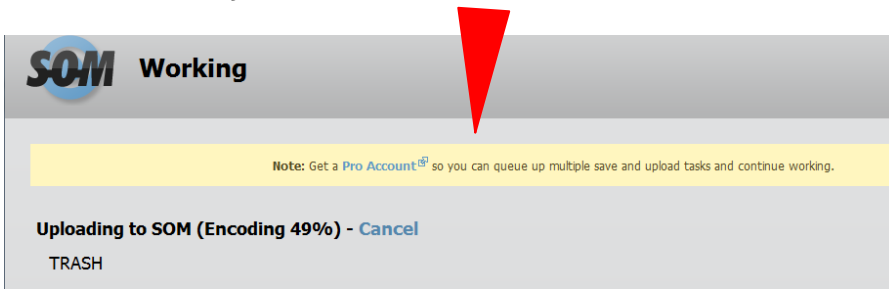 SOM Working
Note: Get a Pro Account so you can queue up multiple save and upload tasks and continue working.
Uploading to SOM (Encoding 49%) - Cancel
TRASH